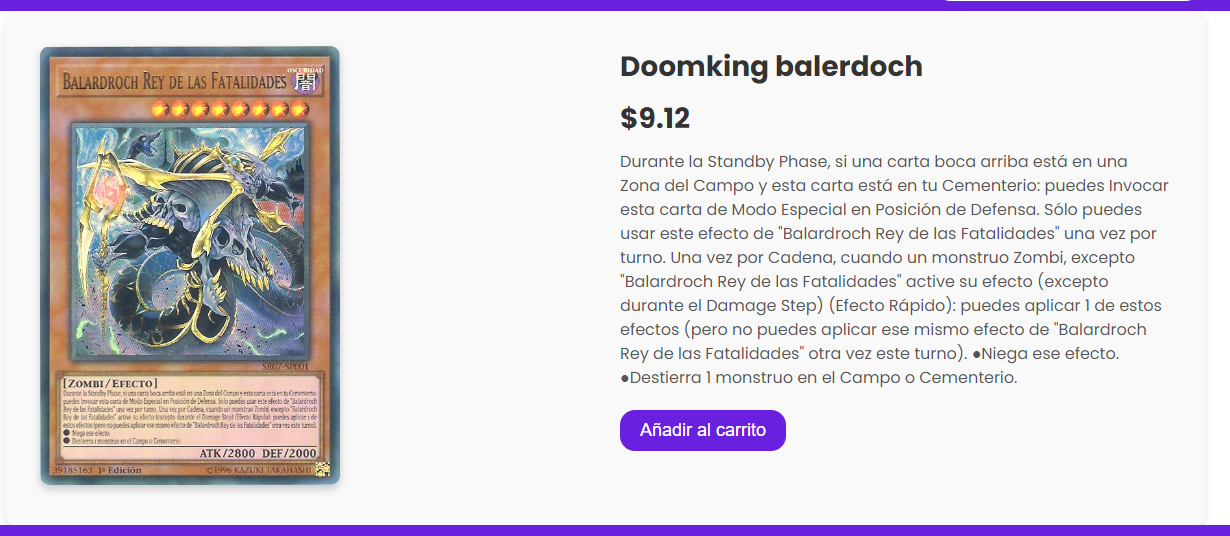 BALARDROCH REY DE LAS FATALIDADES
OSCURIDAD
闇
SR07-SP001
[ZOMBI/EFECTO]
Durante la Standby Phase, si una carta boca arriba está en una Zona del Campo y esta carta está en tu Cementerio:
puedes Invocar esta carta de Modo Especial en Posición de Defensa. Sólo puedes usar este efecto de "Balardroch
Rey de las Fatalidades" una vez por turno. Una vez por Cadena, cuando un monstruo Zombi, excepto "Balardroch
Rey de las Fatalidades" active su efecto (excepto durante el Damage Step) (Efecto Rápido): puedes aplicar 1 de
estos efectos (pero no puedes aplicar ese mismo efecto de "Balardroch Rey de las Fatalidades" otra vez este turno).
● Niega ese efecto.
● Destierra 1 monstruo en el Campo o Cementerio.
ATK/2800 DEF/2000
39185163 1ª Edición ©1996 KAZUKI TAKAHASHI
Doomking balerdoch
$9.12
Durante la Standby Phase, si una carta boca arriba está en una
Zona del Campo y esta carta está en tu Cementerio: puedes Invocar
esta carta de Modo Especial en Posición de Defensa. Sólo puedes
usar este efecto de "Balardroch Rey de las Fatalidades" una vez por
turno. Una vez por Cadena, cuando un monstruo Zombi, excepto
"Balardroch Rey de las Fatalidades" active su efecto (excepto
durante el Damage Step) (Efecto Rápido): puedes aplicar 1 de estos
efectos (pero no puedes aplicar ese mismo efecto de "Balardroch
Rey de las Fatalidades" otra vez este turno). ●Niega ese efecto.
●Destierra 1 monstruo en el Campo o Cementerio.
Añadir al carrito